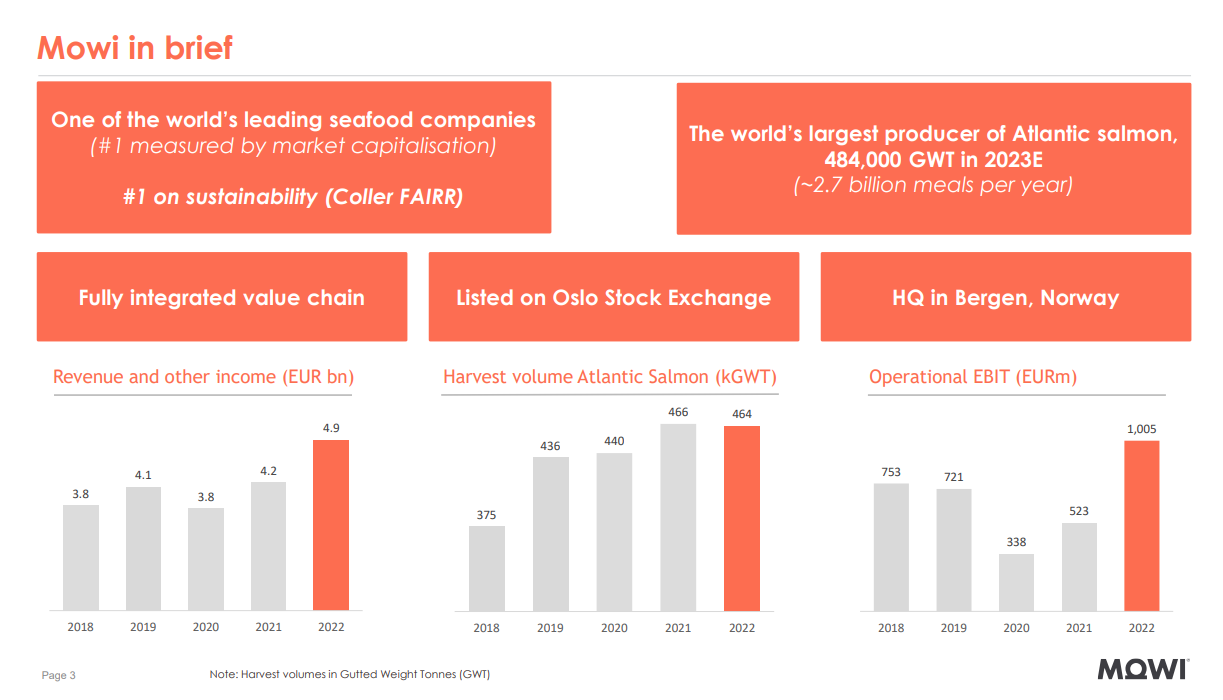 Mowi in brief
One of the world's leading seafood companies
(#1 measured by market capitalisation)
#1 on sustainability (Coller FAIRR)
The world's largest producer of Atlantic salmon,
484,000 GWT in 2023E
(~2.7 billion meals per year)
Fully integrated value chain
Listed on Oslo Stock Exchange
HQ in Bergen, Norway
Revenue and other income (EUR bn)
3.8
4.1
3.8
4.2
4.9
2018
2019
2020
2021
2022
Harvest volume Atlantic Salmon (kGWT)
375
436
440
466
464
2018
2019
2020
2021
2022
Operational EBIT (EURm)
753
721
338
523
1,005
2018
2019
2020
2021
2022
Page 3
Note: Harvest volumes in Gutted Weight Tonnes (GWT)
MOWI